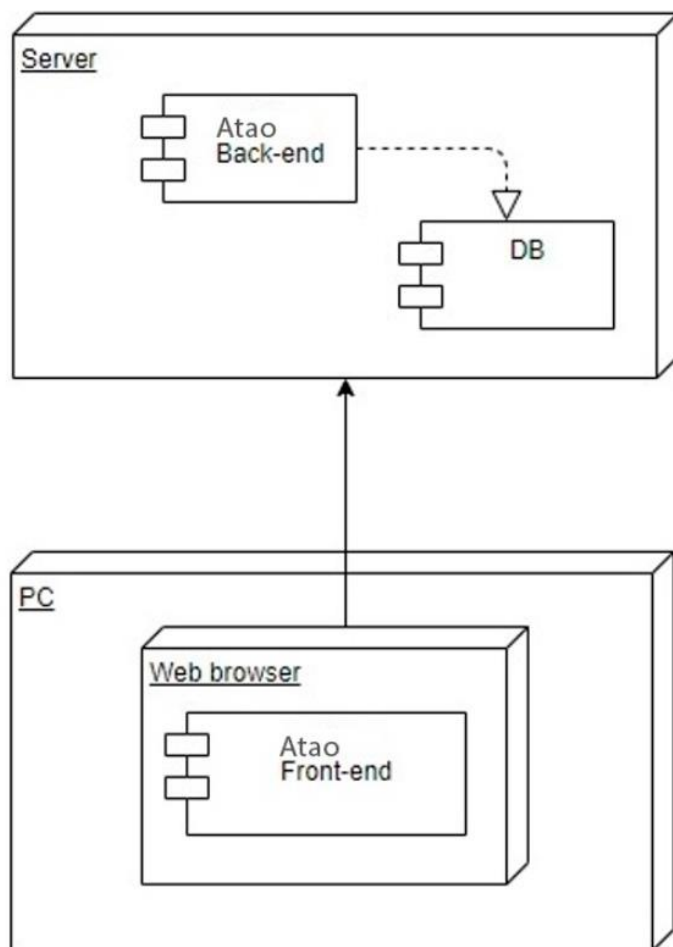 Server
Atao
Back-end
DB
PC
Web browser
Atao
Front-end